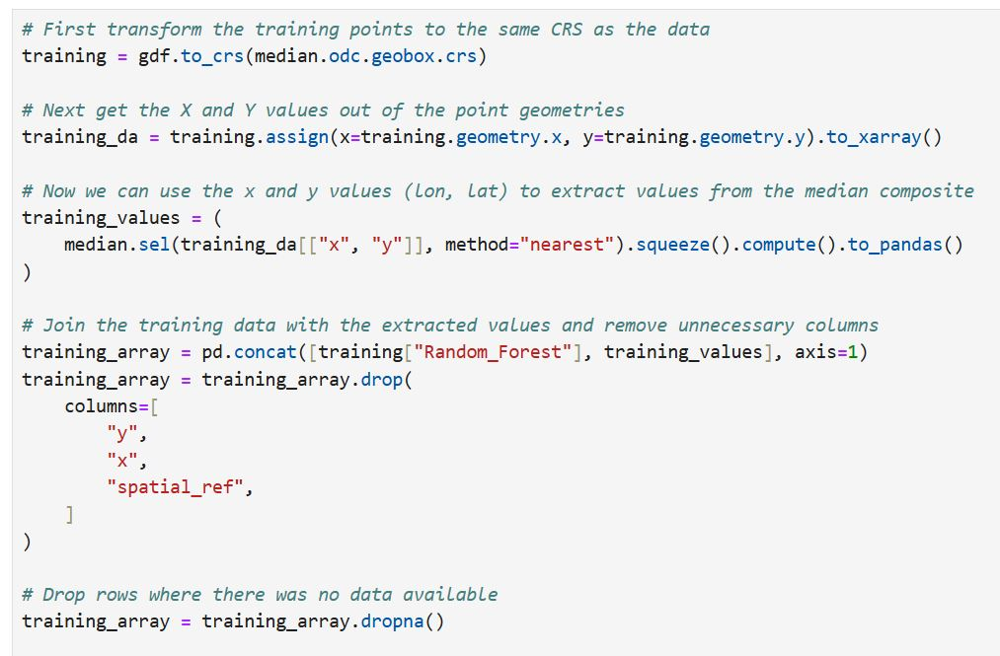 # First transform the training points to the same CRS as the data
training = gdf.to_crs(median.odc.geobox.crs)
# Next get the X and Y values out of the point geometries
training_da = training.assign(x=training.geometry.x, y=training.geometry.y).to_xarray()
# Now we can use the x and y values (lon, lat) to extract values from the median composite
training_values = (
    median.sel(training_da[["x", "y"]], method="nearest").squeeze().compute().to_pandas()
)
# Join the training data with the extracted values and remove unnecessary columns
training_array = pd.concat([training["Random_Forest"], training_values], axis=1)
training_array = training_array.drop(
    columns=[
        "y",
        "x",
        "spatial_ref",
    ]
)
# Drop rows where there was no data available
training_array = training_array.dropna()